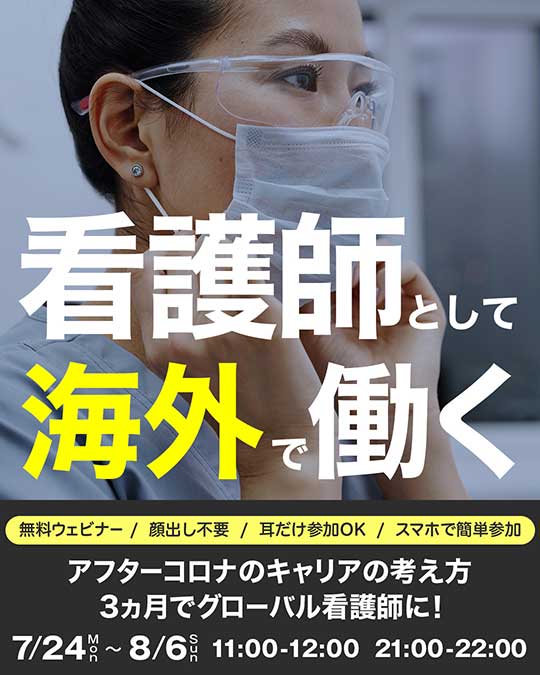 看護師として
海外で働く
無料ウェビナー / 顔出し不要 / 耳だけ参加OK / スマホで簡単参加
アフターコロナのキャリアの考え方
3ヵ月でグローバル看護師に!
7/24 Mon ~ 8/6 Sun 11:00-12:00 21:00-22:00